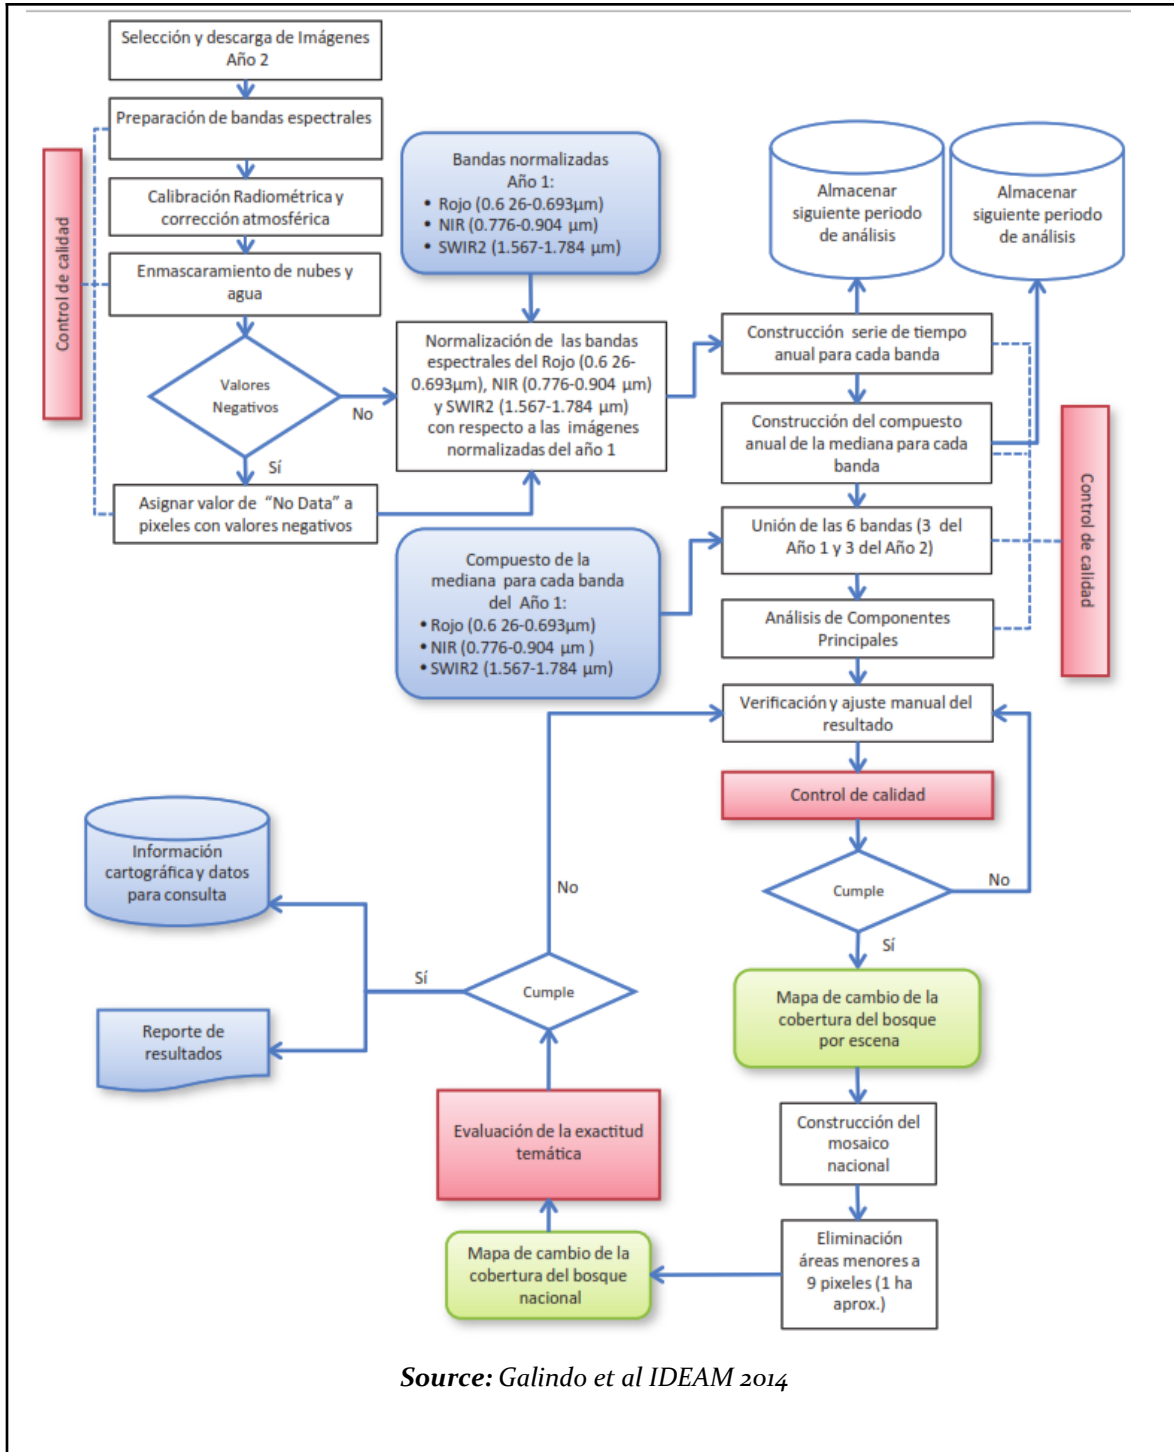 Selección y descarga de Imágenes
Año 2
Preparación de bandas espectrales
Calibración Radiométrica y
corrección atmosférica
Enmascaramiento de nubes y
agua
Control de calidad
Valores
Negativos
No
Sí
Asignar valor de “No Data” a
pixeles con valores negativos
Bandas normalizadas
Año 1:
• Rojo (0.6 26-0.693µm)
• NIR (0.776-0.904 µm)
• SWIR2 (1.567-1.784 µm)
Normalización de las bandas
espectrales del Rojo (0.6 26-
0.693µm), NIR (0.776-0.904 µm)
y SWIR2 (1.567-1.784 µm)
con respecto a las imágenes
normalizadas del año 1
Compuesto de la
mediana para cada banda
del Año 1:
• Rojo (0.6 26-0.693µm)
• NIR (0.776-0.904 µm )
• SWIR2 (1.567-1.784 µm)
Almacenar
siguiente periodo
de análisis
Almacenar
siguiente periodo
de análisis
Construcción serie de tiempo
anual para cada banda
Construcción del compuesto
anual de la mediana para cada
banda
Unión de las 6 bandas (3 del
Año 1 y 3 del Año 2)
Análisis de Componentes
Principales
Control de calidad
Verificación y ajuste manual del
resultado
Control de calidad
Cumple
No
Sí
Mapa de cambio de la
cobertura del bosque
por escena
Construcción del
mosaico
nacional
Eliminación
áreas menores a
9 pixeles (1 ha
aprox.)
Mapa de cambio de la
cobertura del bosque
nacional
Evaluación de la exactitud
temática
Cumple
No
Sí
Información
cartográfica y datos
para consulta
Reporte de
resultados
Source: Galindo et al IDEAM 2014